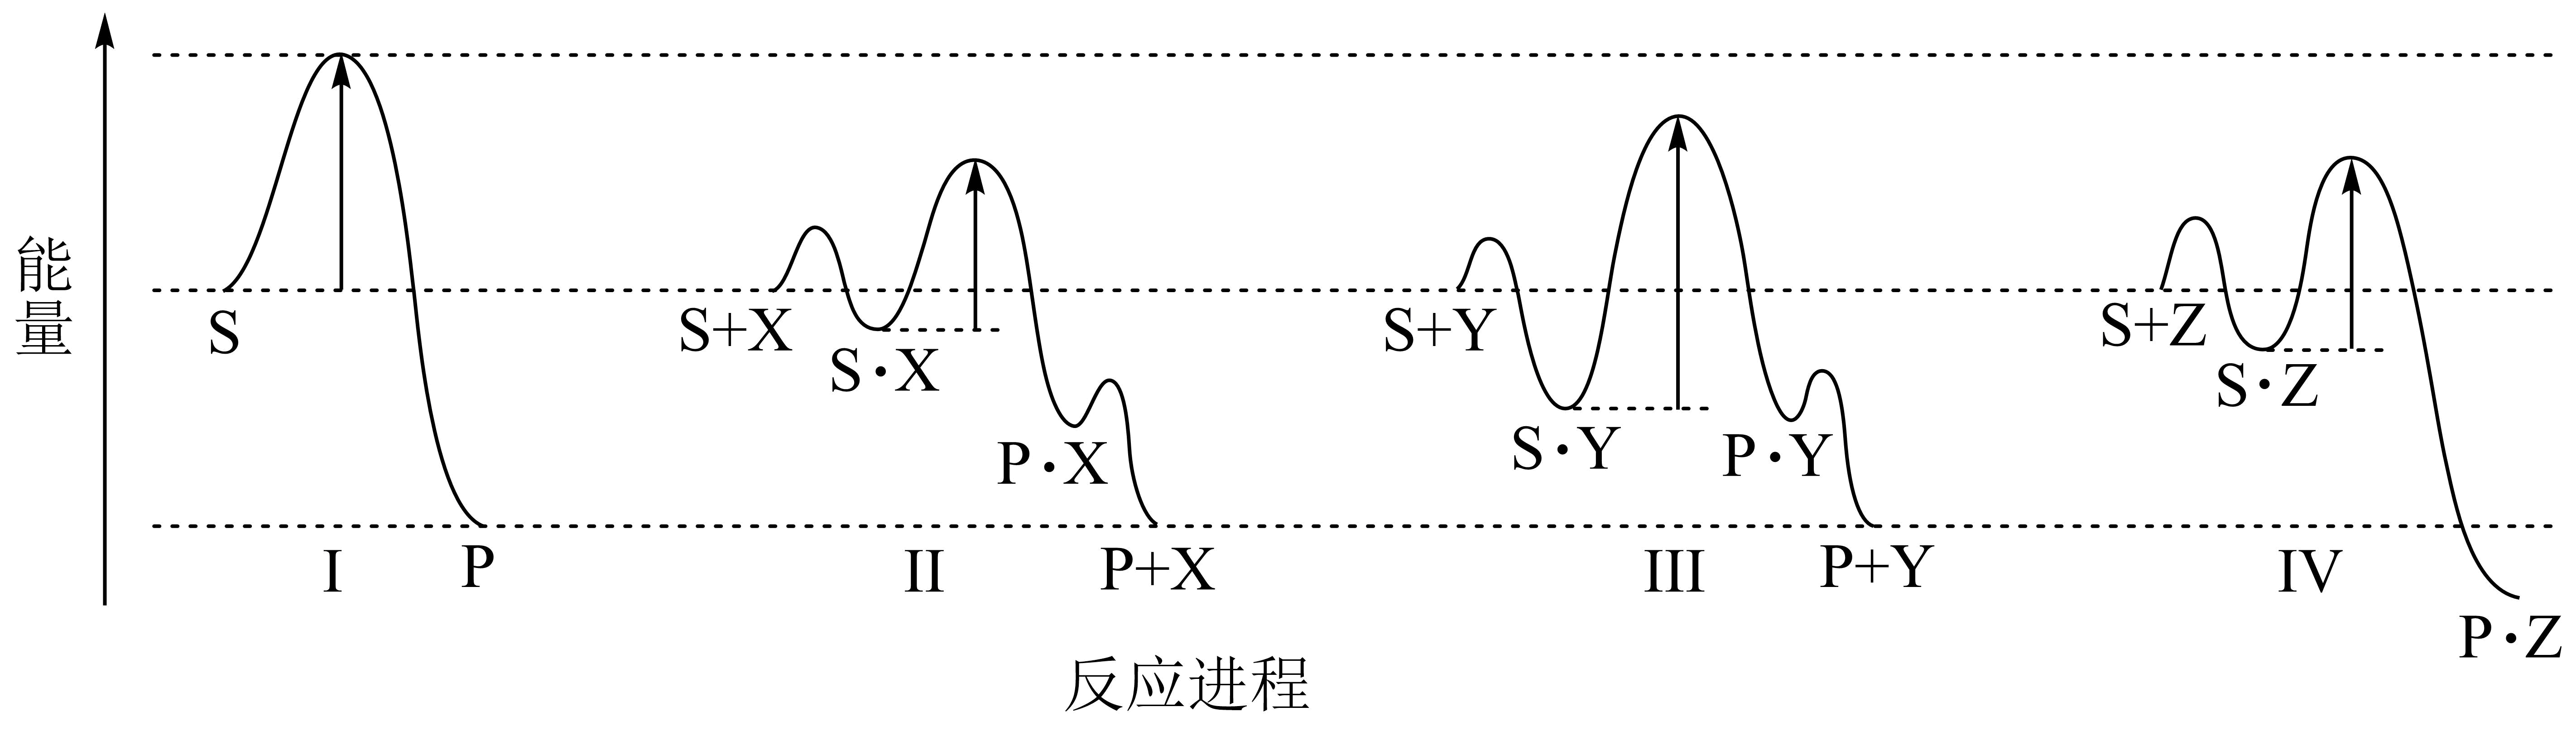 能量
S
P
I
S+X
S·X
P·X
P+X
II
S+Y
S·Y
P·Y
P+Y
III
S+Z
S·Z
P·Z
IV
反应进程